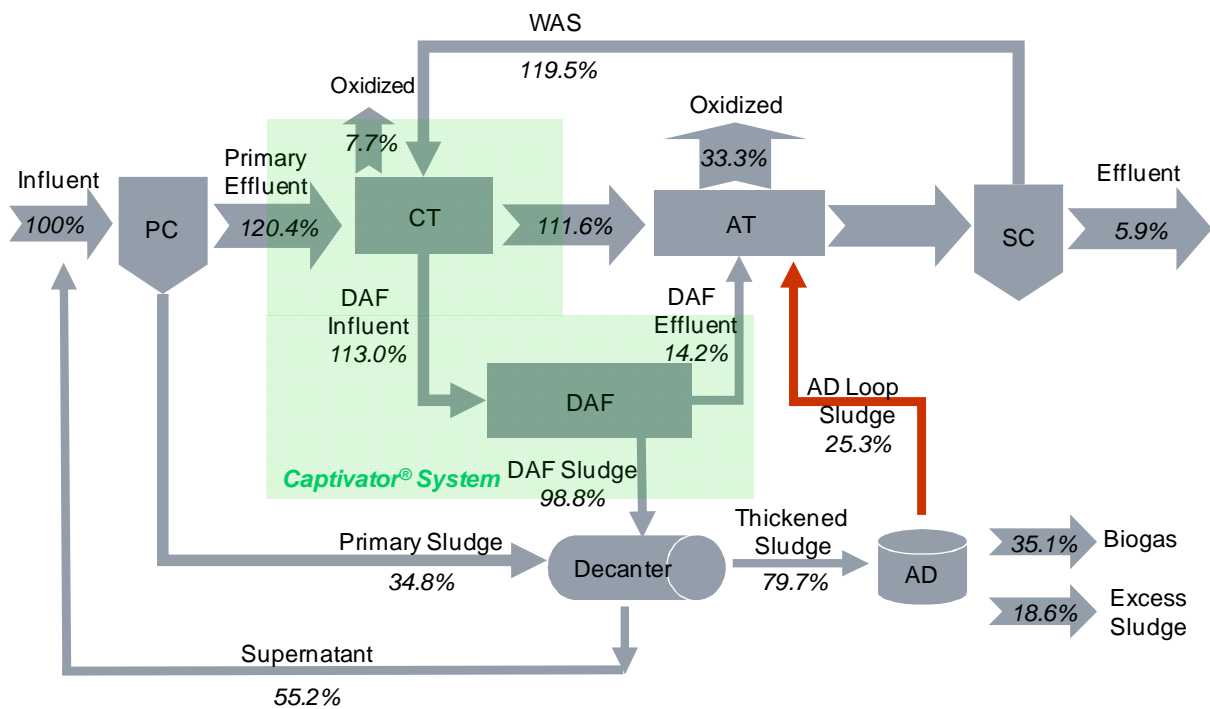 WAS
119.5%
Oxidized
7.7%
Oxidized
33.3%
Influent
100%
PC
Primary
Effluent
120.4%
CT
111.6%
AT
SC
Effluent
5.9%
DAF
Influent
113.0%
DAF
Effluent
14.2%
DAF
AD Loop
Sludge
25.3%
Captivator® System
DAF Sludge
98.8%
Primary Sludge
34.8%
Decanter
Thickened
Sludge
79.7%
AD
35.1%
Biogas
18.6%
Excess
Sludge
Supernatant
55.2%